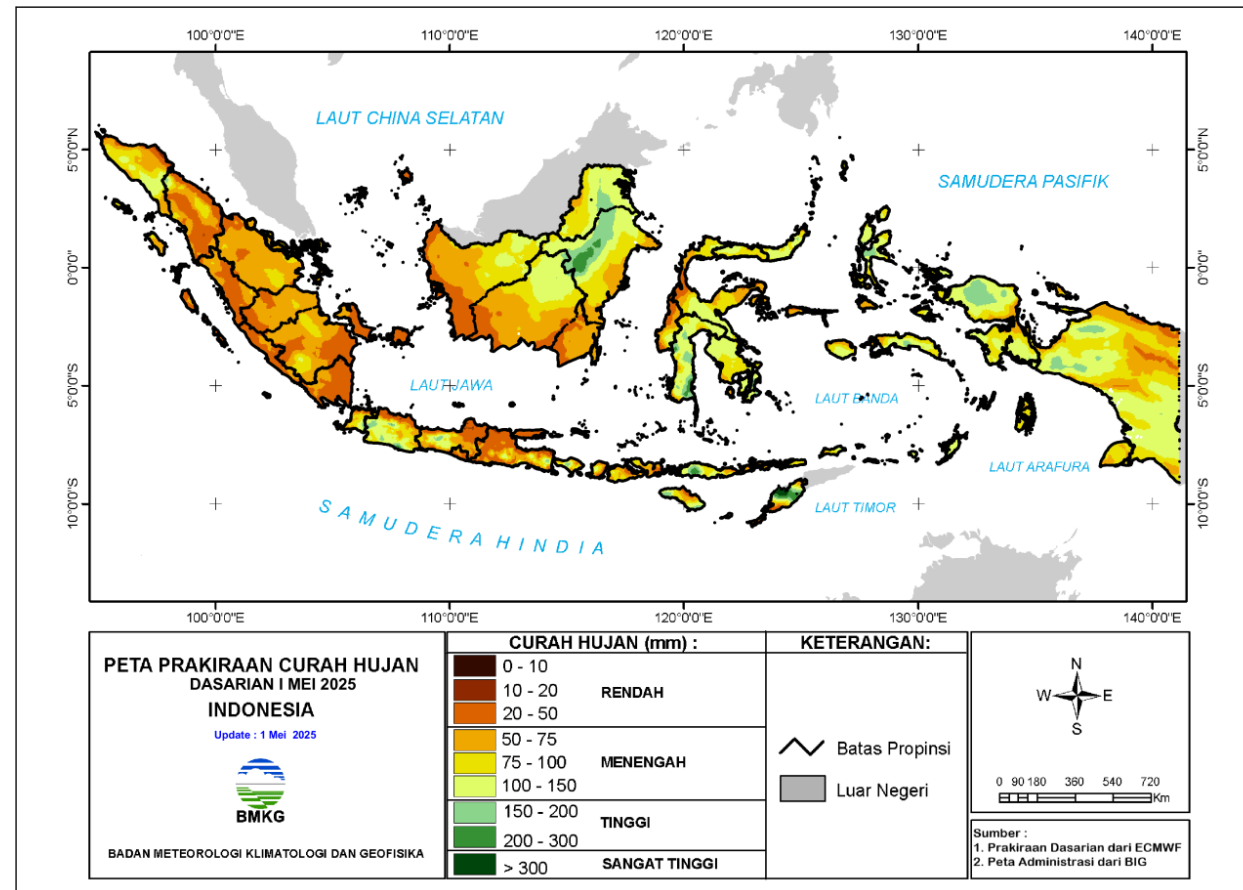 100°0'0"E 110°0'0"E 120°0'0"E 130°0'0"E 140°0'0"E
LAUT CHINA SELATAN
5°0'0"N 5°0'0"N
SAMUDERA PASIFIK
0°0'0" 0°0'0"
LAUT JAWA
5°0'0"S 5°0'0"S
LAUT BANDA
LAUT ARAFURA
10°0'0"S 10°0'0"S
LAUT TIMOR
SAMUDERA HINDIA
100°0'0"E 110°0'0"E 120°0'0"E 130°0'0"E 140°0'0"E
PETA PRAKIRAAN CURAH HUJAN
DASARIAN I MEI 2025
INDONESIA
Update : 1 Mei 2025
BMKG
BADAN METEOROLOGI KLIMATOLOGI DAN GEOFISIKA
CURAH HUJAN (mm) :
0 - 10
10 - 20
RENDAH
20 - 50
50 - 75
75 - 100
MENENGAH
100 - 150
150 - 200
TINGGI
200 - 300
> 300
SANGAT TINGGI
KETERANGAN:
Batas Propinsi
Luar Negeri
N
W E
S
0 90 180 360 540 720
Km
Sumber :
1. Prakiraan Dasarian dari ECMWF
2. Peta Administrasi dari BIG